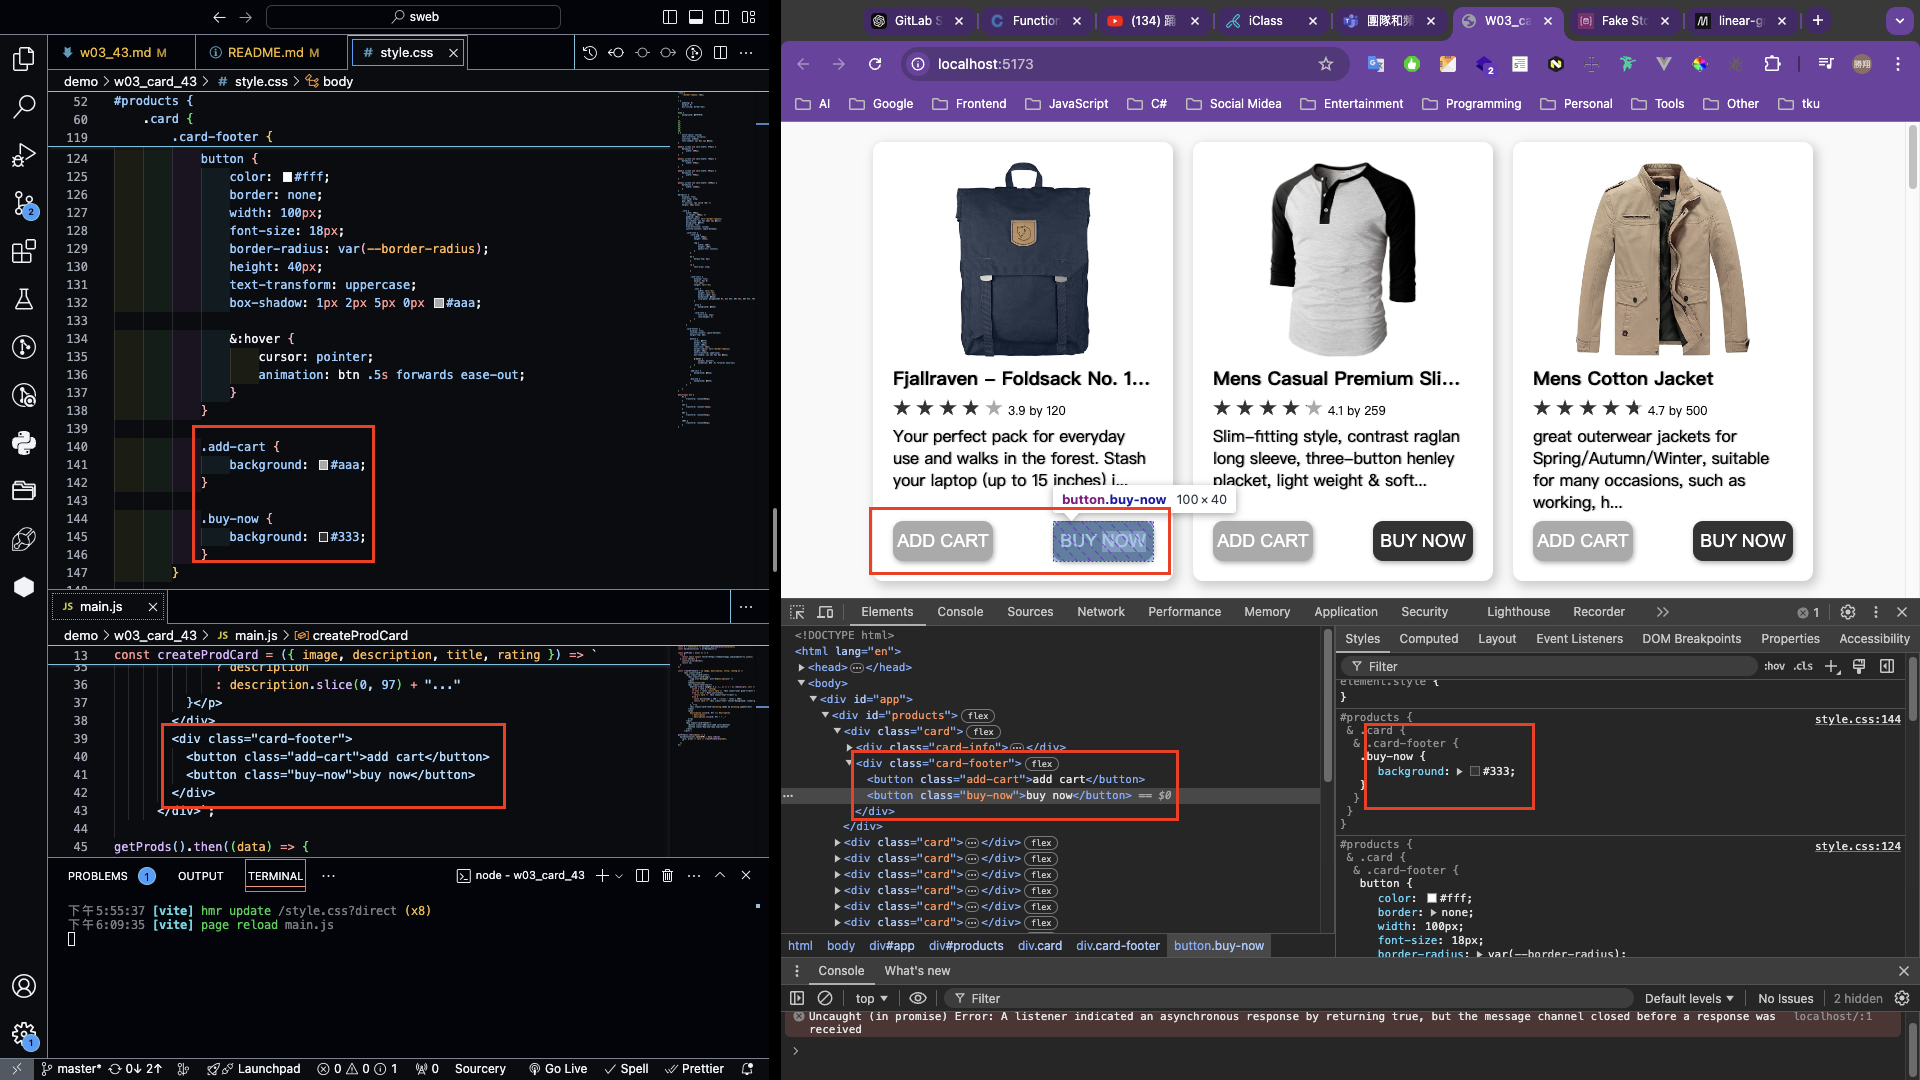 sweb
w03_43.md M
README.md M
# style.css
demo > w03_card_43 > # style.css > body
52 #products {
60 .card {
119 .card-footer {
124 button {
125 color: #fff;
126 border: none;
127 width: 100px;
128 font-size: 18px;
129 border-radius: var(--border-radius);
130 height: 40px;
131 text-transform: uppercase;
132 box-shadow: 1px 2px 5px 0px #aaa;
133
134 &:hover {
135 cursor: pointer;
136 animation: btn .5s forwards ease-out;
137 }
138 }
139
140 .add-cart {
141 background: #aaa;
142 }
143
144 .buy-now {
145 background: #333;
146 }
147 }
JS main.js
demo > w03_card_43 > JS main.js > createProdCard
13 const createProdCard = ({ image, description, title, rating }) => `
35 ? description
36 : description.slice(0, 97) + "..."
37 }</p>
38 </div>
39 <div class="card-footer">
40 <button class="add-cart">add cart</button>
41 <button class="buy-now">buy now</button>
42 </div>
43 </div>`;
44
45 getProds().then((data) => {
PROBLEMS 1 OUTPUT TERMINAL
node - w03_card_43
下午5:55:37 [vite] hmr update /style.css?direct (x8)
下午6:09:35 [vite] page reload main.js
master* 0↓ 2↑ Launchpad 0 0 1 0 Sourcery Go Live Spell Prettier
GitLab S
Function
(134) 蹋
iClass
團隊和頻
W03_ca
Fake Sto
linear-g
localhost:5173
AI Google Frontend JavaScript C# Social Midea Entertainment Programming Personal Tools Other tku
Fjallraven - Foldsack No. 1...
3.9 by 120
Your perfect pack for everyday
use and walks in the forest. Stash
your laptop (up to 15 inches) i...
button.buy-now 100 × 40
ADD CART BUY NOW
Mens Casual Premium Sli...
4.1 by 259
Slim-fitting style, contrast raglan
long sleeve, three-button henley
placket, light weight & soft...
ADD CART BUY NOW
Mens Cotton Jacket
4.7 by 500
great outerwear jackets for
Spring/Autumn/Winter, suitable
for many occasions, such as
working, h...
ADD CART BUY NOW
Elements Console Sources Network Performance Memory Application Security Lighthouse Recorder 1
<!DOCTYPE html>
<html lang="en">
<head> </head>
<body>
<div id="app">
<div id="products"> flex
<div class="card"> flex
<div class="card-info"> </div>
<div class="card-footer"> flex
<button class="add-cart">add cart</button>
<button class="buy-now">buy now</button> == $0
</div>
</div>
<div class="card"> </div> flex
<div class="card"> </div> flex
<div class="card"> </div> flex
<div class="card"> </div> flex
<div class="card"> </div> flex
<div class="card"> </div> flex
html body div#app div#products div.card div.card-footer button.buy-now
Styles Computed Layout Event Listeners DOM Breakpoints Properties Accessibility
Filter :hov .cls
element.style {
}
#products { style.css:144
& .card {
& .card-footer {
.buy-now {
background: #333;
}
}
}
}
#products { style.css:124
& .card {
& .card-footer {
button {
color: #fff;
border: none;
width: 100px;
font-size: 18px;
border-radius: var(--border-radius);
Console What's new
top Filter Default levels No Issues 2 hidden
Uncaught (in promise) Error: A listener indicated an asynchronous response by returning true, but the message channel closed before a response was localhost/:1
received